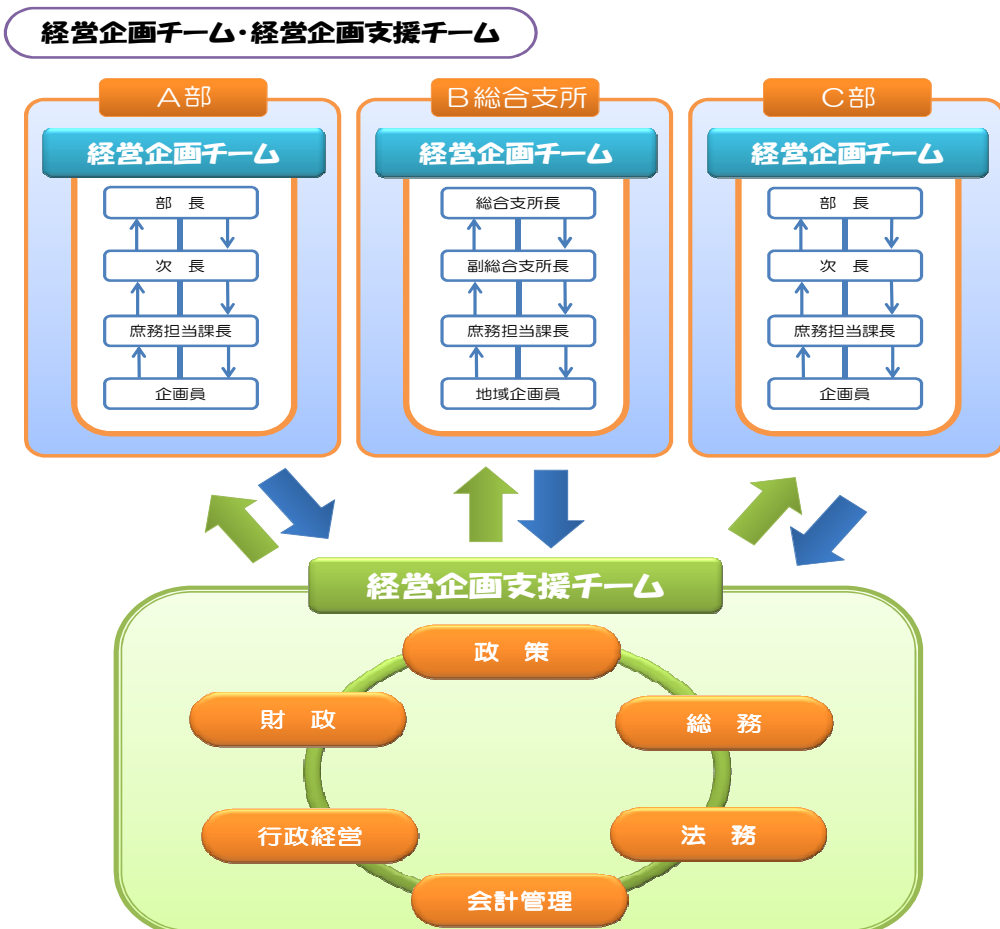 経営企画チーム・経営企画支援チーム
A部
経営企画チーム
部 長
次 長
庶務担当課長
企画員
B総合支所
経営企画チーム
総合支所長
副総合支所長
庶務担当課長
地域企画員
C部
経営企画チーム
部 長
次 長
庶務担当課長
企画員
経営企画支援チーム
政 策
財 政
総 務
行政経営
法 務
会計管理